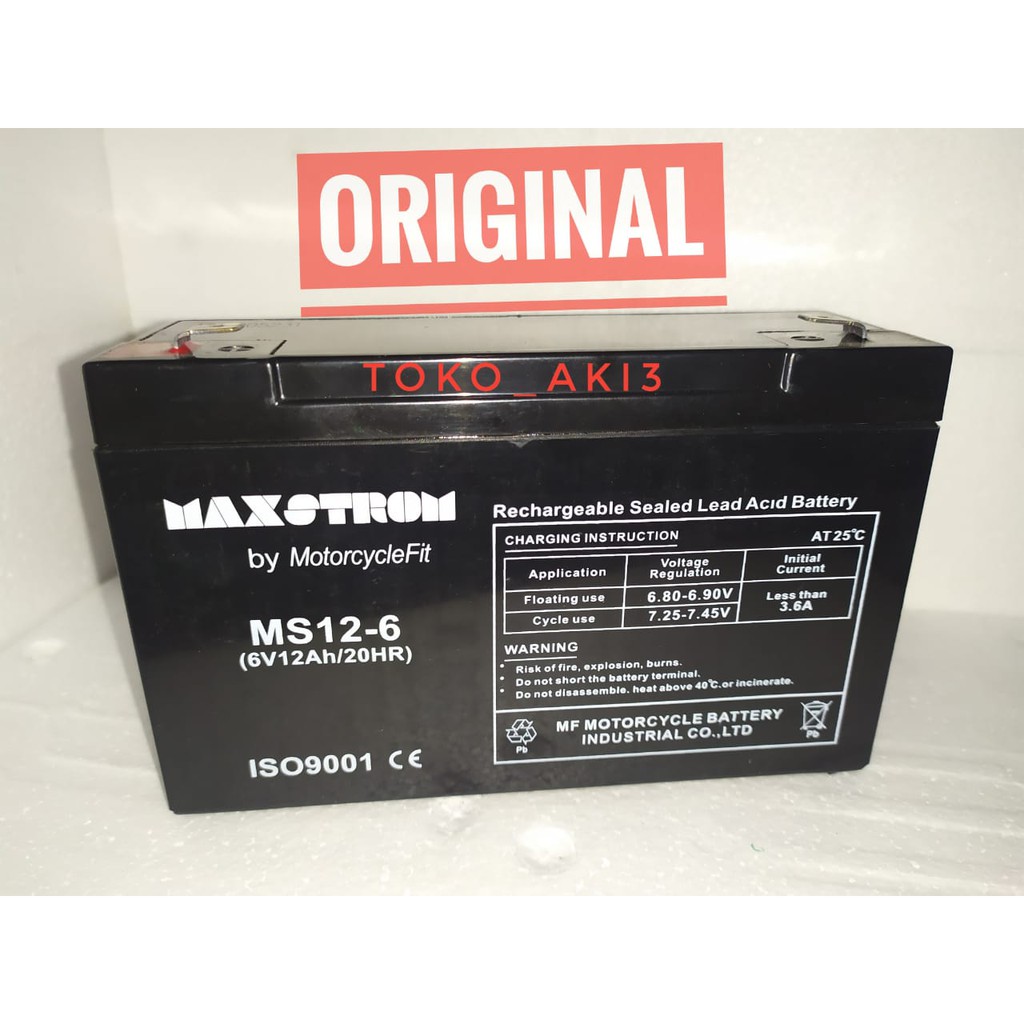 ORIGINAL
TOKO_AKI3
MAXSTROM
by MotorcycleFit
MS12-6
(6V12Ah/20HR)
ISO9001 CE
Rechargeable Sealed Lead Acid Battery
CHARGING INSTRUCTION AT 25℃
Application Voltage Regulation Initial Current
Floating use 6.80-6.90V Less than 3.6A
Cycle use 7.25-7.45V
WARNING
* Risk of fire, explosion, burns.
* Do not short the battery terminal.
* Do not disassemble. heat above 40℃.or incinerate.
Pb
MF MOTORCYCLE BATTERY
INDUSTRIAL CO.,LTD
Pb